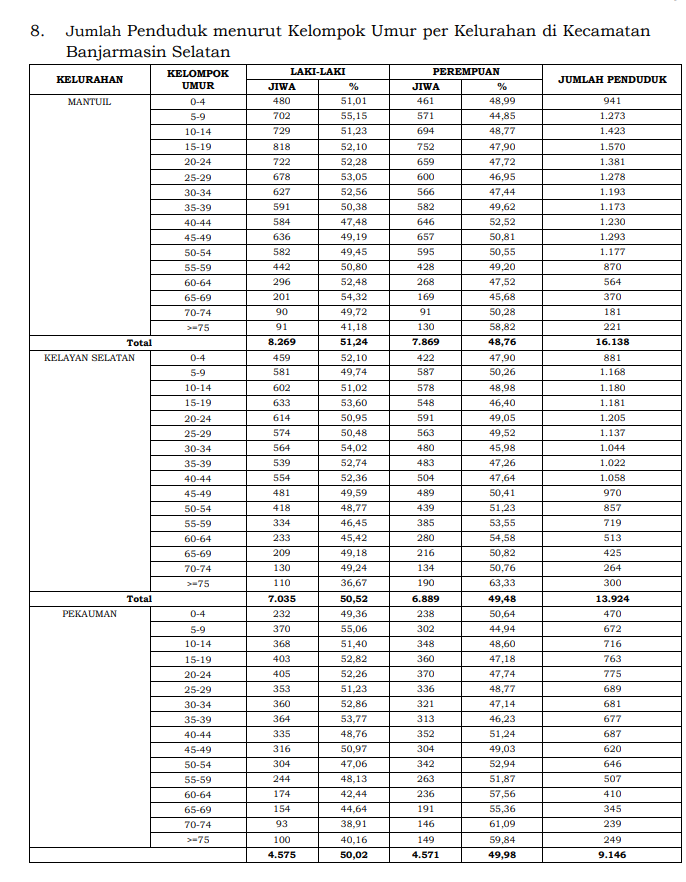 8. Jumlah Penduduk menurut Kelompok Umur per Kelurahan di Kecamatan
Banjarmasin Selatan
KELURAHAN KELOMPOK UMUR LAKI-LAKI PEREMPUAN JUMLAH PENDUDUK
JIWA % JIWA %
MANTUIL 0-4 480 51,01 461 48,99 941
5-9 702 55,15 571 44,85 1.273
10-14 729 51,23 694 48,77 1.423
15-19 818 52,10 752 47,90 1.570
20-24 722 52,28 659 47,72 1.381
25-29 678 53,05 600 46,95 1.278
30-34 627 52,56 566 47,44 1.193
35-39 591 50,38 582 49,62 1.173
40-44 584 47,48 646 52,52 1.230
45-49 636 49,19 657 50,81 1.293
50-54 582 49,45 595 50,55 1.177
55-59 442 50,80 428 49,20 870
60-64 296 52,48 268 47,52 564
65-69 201 54,32 169 45,68 370
70-74 90 49,72 91 50,28 181
>=75 91 41,18 130 58,82 221
Total 8.269 51,24 7.869 48,76 16.138
KELAYAN SELATAN 0-4 459 52,10 422 47,90 881
5-9 581 49,74 587 50,26 1.168
10-14 602 51,02 578 48,98 1.180
15-19 633 53,60 548 46,40 1.181
20-24 614 50,95 591 49,05 1.205
25-29 574 50,48 563 49,52 1.137
30-34 564 54,02 480 45,98 1.044
35-39 539 52,74 483 47,26 1.022
40-44 554 52,36 504 47,64 1.058
45-49 481 49,59 489 50,41 970
50-54 418 48,77 439 51,23 857
55-59 334 46,45 385 53,55 719
60-64 233 45,42 280 54,58 513
65-69 209 49,18 216 50,82 425
70-74 130 49,24 134 50,76 264
>=75 110 36,67 190 63,33 300
Total 7.035 50,52 6.889 49,48 13.924
PEKAUMAN 0-4 232 49,36 238 50,64 470
5-9 370 55,06 302 44,94 672
10-14 368 51,40 348 48,60 716
15-19 403 52,82 360 47,18 763
20-24 405 52,26 370 47,74 775
25-29 353 51,23 336 48,77 689
30-34 360 52,86 321 47,14 681
35-39 364 53,77 313 46,23 677
40-44 335 48,76 352 51,24 687
45-49 316 50,97 304 49,03 620
50-54 304 47,06 342 52,94 646
55-59 244 48,13 263 51,87 507
60-64 174 42,44 236 57,56 410
65-69 154 44,64 191 55,36 345
70-74 93 38,91 146 61,09 239
>=75 100 40,16 149 59,84 249
4.575 50,02 4.571 49,98 9.146